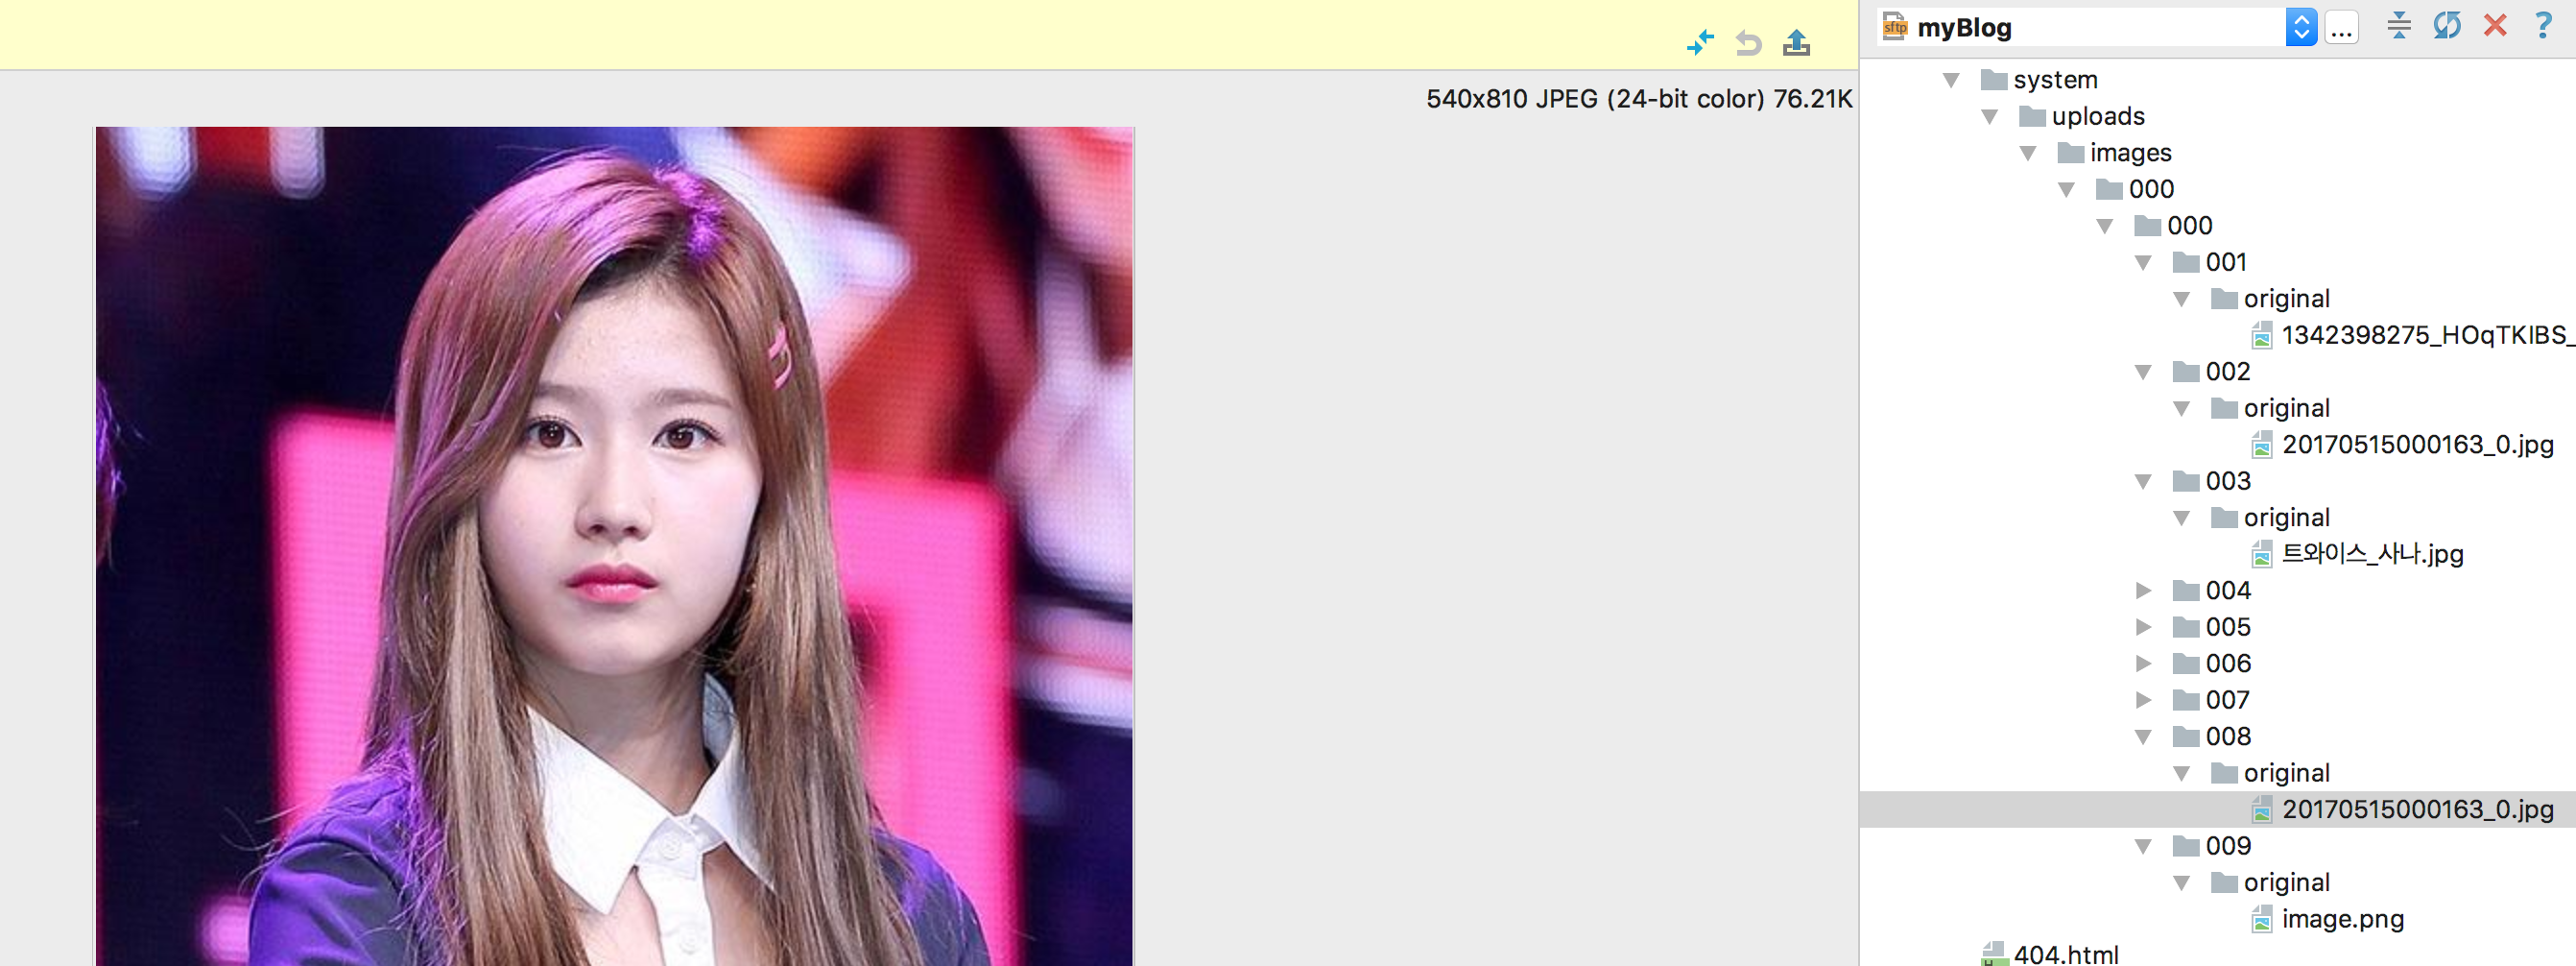 540x810 JPEG (24-bit color) 76.21K
sftp myBlog ... ?
system
uploads
images
000
000
001
original
1342398275_HOqTKIBS_
002
original
20170515000163_0.jpg
003
original
트와이스_사나.jpg
004
005
006
007
008
original
20170515000163_0.jpg
009
original
image.png
H 404.html